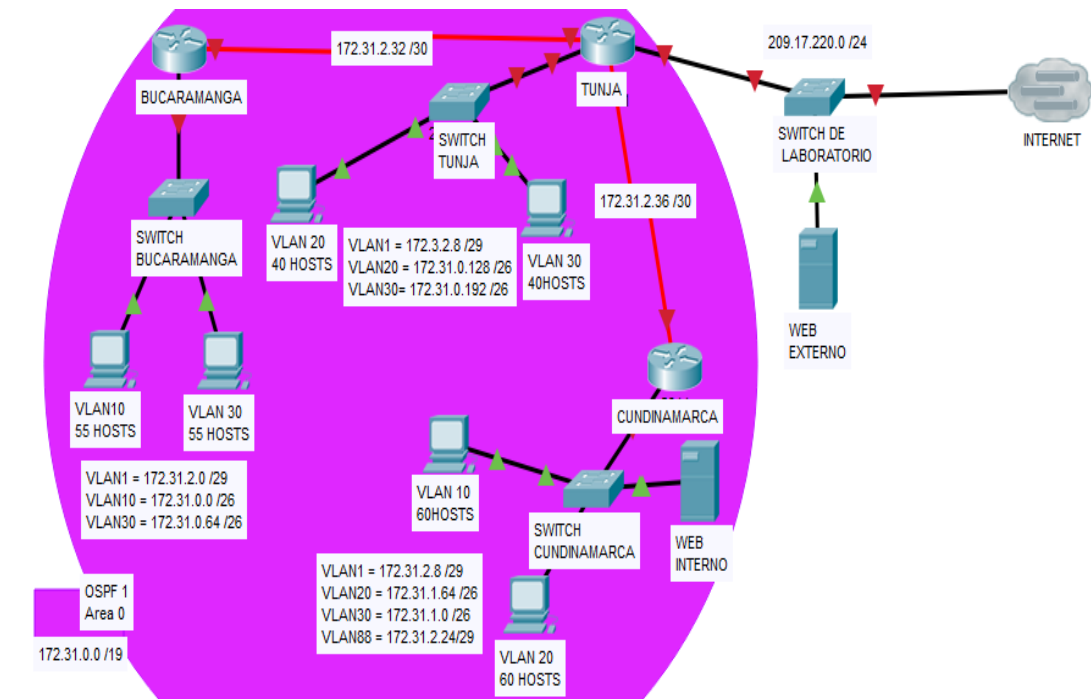 172.31.2.32 /30
209.17.220.0 /24
BUCARAMANGA
TUNJA
INTERNET
SWITCH DE
LABORATORIO
SWITCH
TUNJA
172.31.2.36 /30
VLAN 20
40 HOSTS
VLAN1 = 172.3.2.8 /29
VLAN20 = 172.31.0.128 /26
VLAN30= 172.31.0.192 /26
VLAN 30
40HOSTS
SWITCH
BUCARAMANGA
WEB
EXTERNO
VLAN10
55 HOSTS
VLAN 30
55 HOSTS
CUNDINAMARCA
VLAN1 = 172.31.2.0 /29
VLAN10 = 172.31.0.0 /26
VLAN30 = 172.31.0.64 /26
VLAN 10
60HOSTS
SWITCH
CUNDINAMARCA
WEB
INTERNO
VLAN1 = 172.31.2.8 /29
VLAN20 = 172.31.1.64 /26
VLAN30 = 172.31.1.0 /26
VLAN88 = 172.31.2.24/29
OSPF 1
Area 0
172.31.0.0 /19
VLAN 20
60 HOSTS